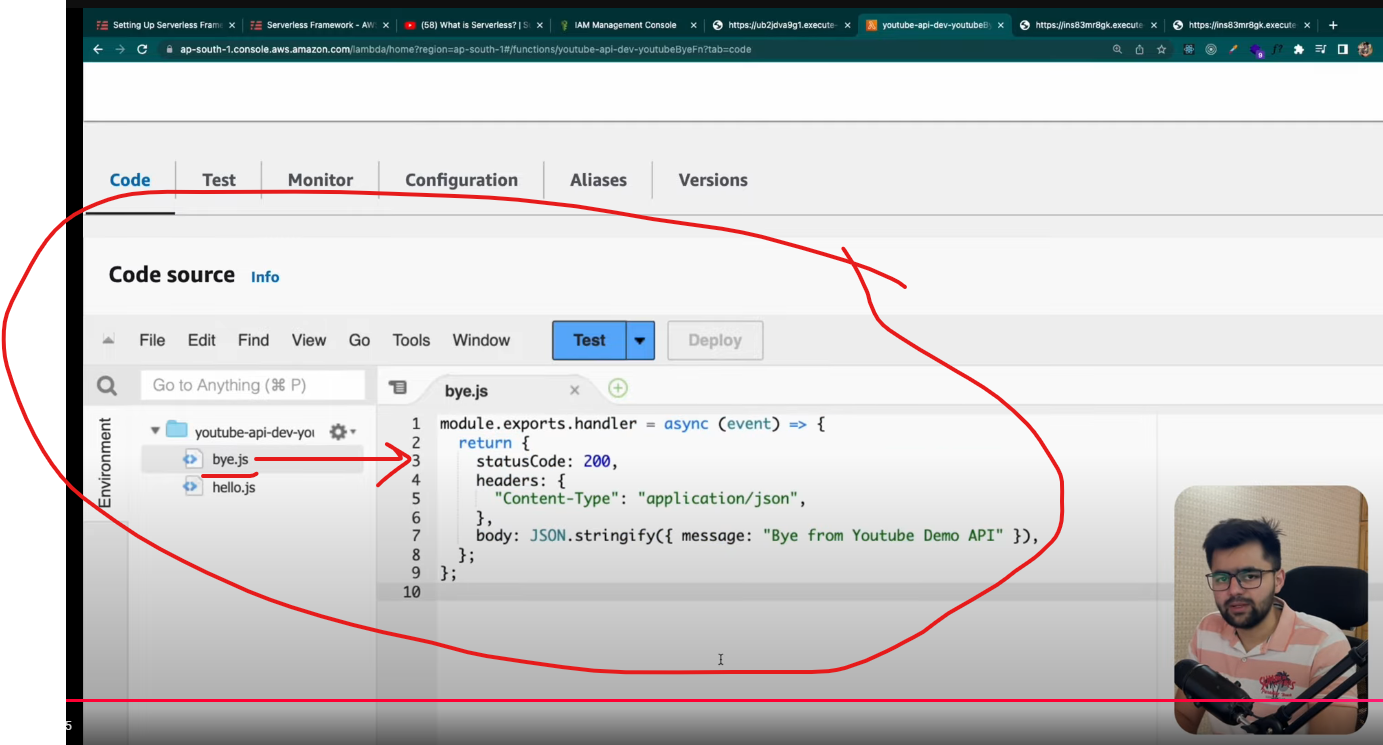 Setting Up Serverless Frame
Serverless Framework - AW
(58) What is Serverless? | S
IAM Management Console
https://ub2jdva9g1.execute-
youtube-api-dev-youtubeBy
https://ins83mr8gk.execute
https://ins83mr8gk.execute
ap-south-1.console.aws.amazon.com/lambda/home?region=ap-south-1#/functions/youtube-api-dev-youtubeByeFn?tab=code
Code Test Monitor Configuration Aliases Versions
Code source Info
File Edit Find View Go Tools Window Test Deploy
Go to Anything (⌘ P)
bye.js
Environment
youtube-api-dev-you
bye.js
hello.js
1 module.exports.handler = async (event) => {
2 return {
3 statusCode: 200,
4 headers: {
5 "Content-Type": "application/json",
6 },
7 body: JSON.stringify({ message: "Bye from Youtube Demo API" }),
8 };
9 };
10
5